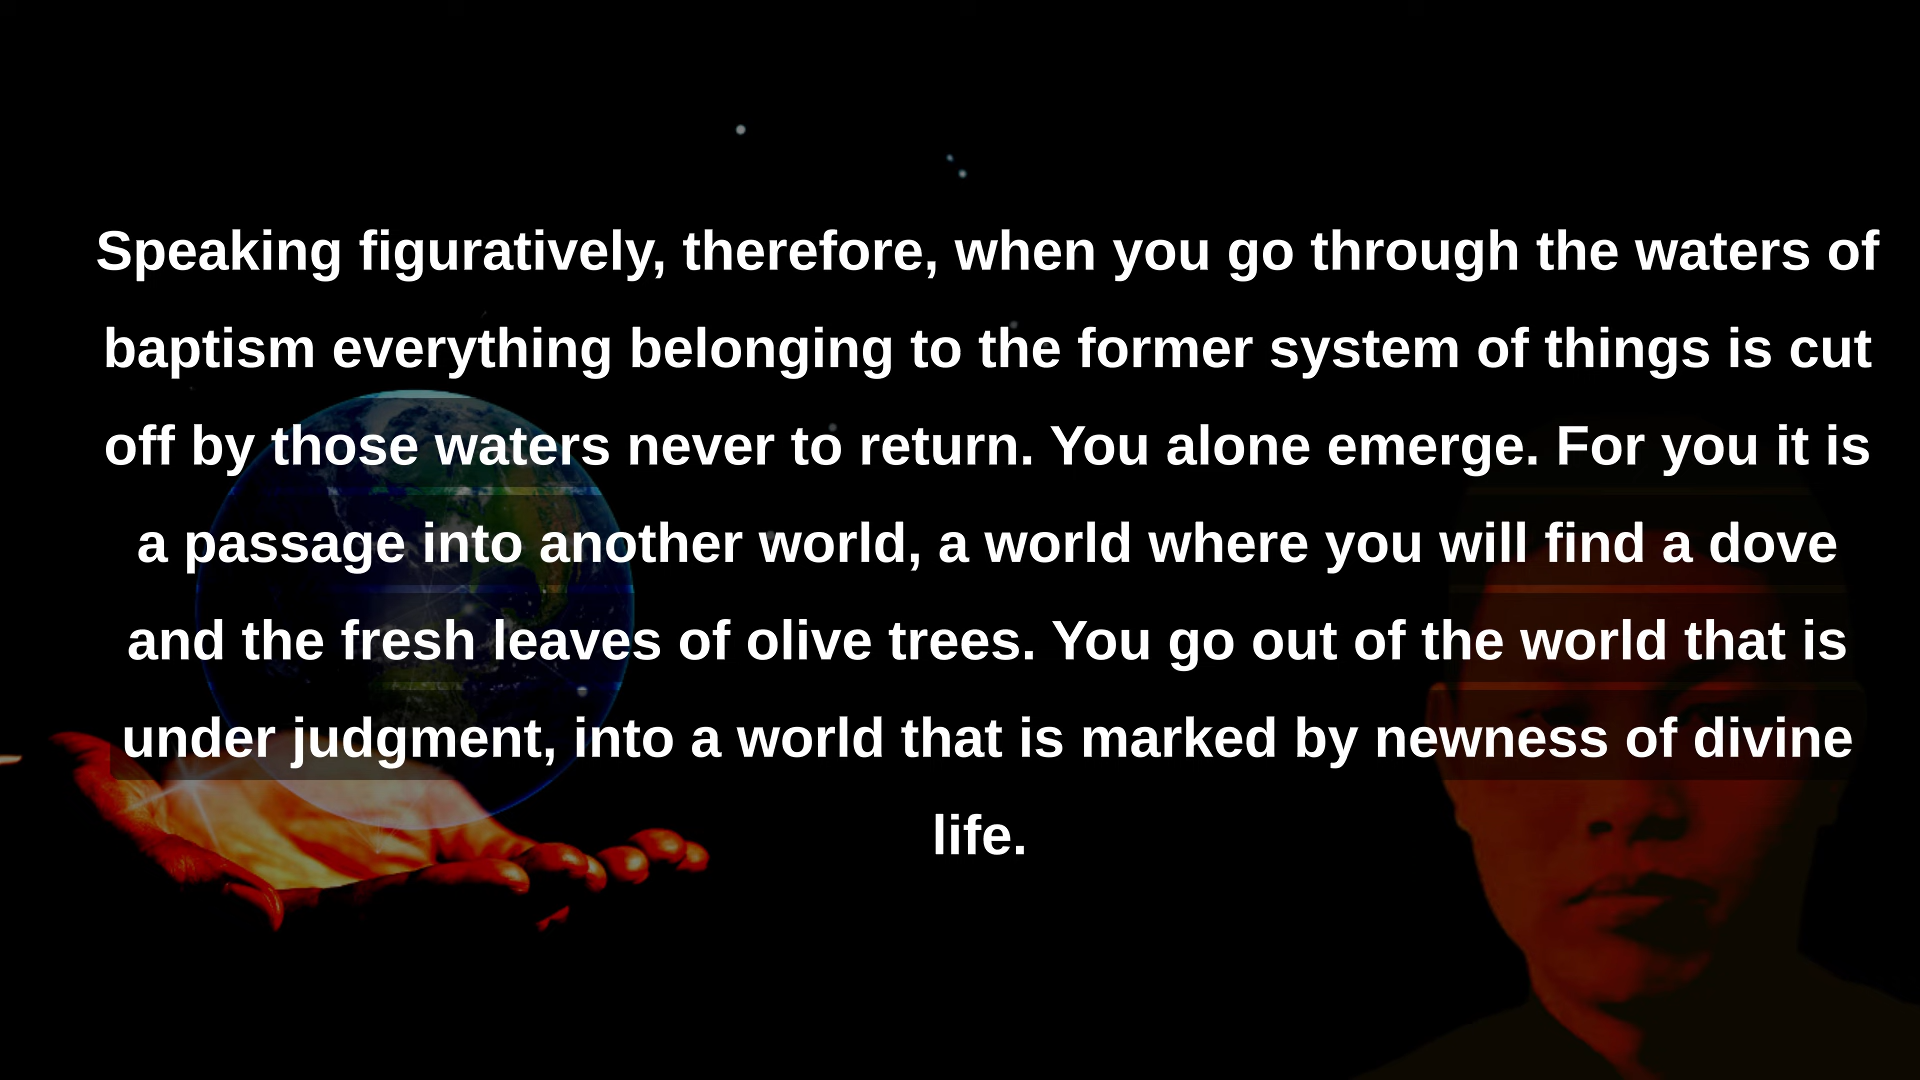 Speaking figuratively, therefore, when you go through the waters of
baptism everything belonging to the former system of things is cut
off by those waters never to return. You alone emerge. For you it is
a passage into another world, a world where you will find a dove
and the fresh leaves of olive trees. You go out of the world that is
under judgment, into a world that is marked by newness of divine
life.